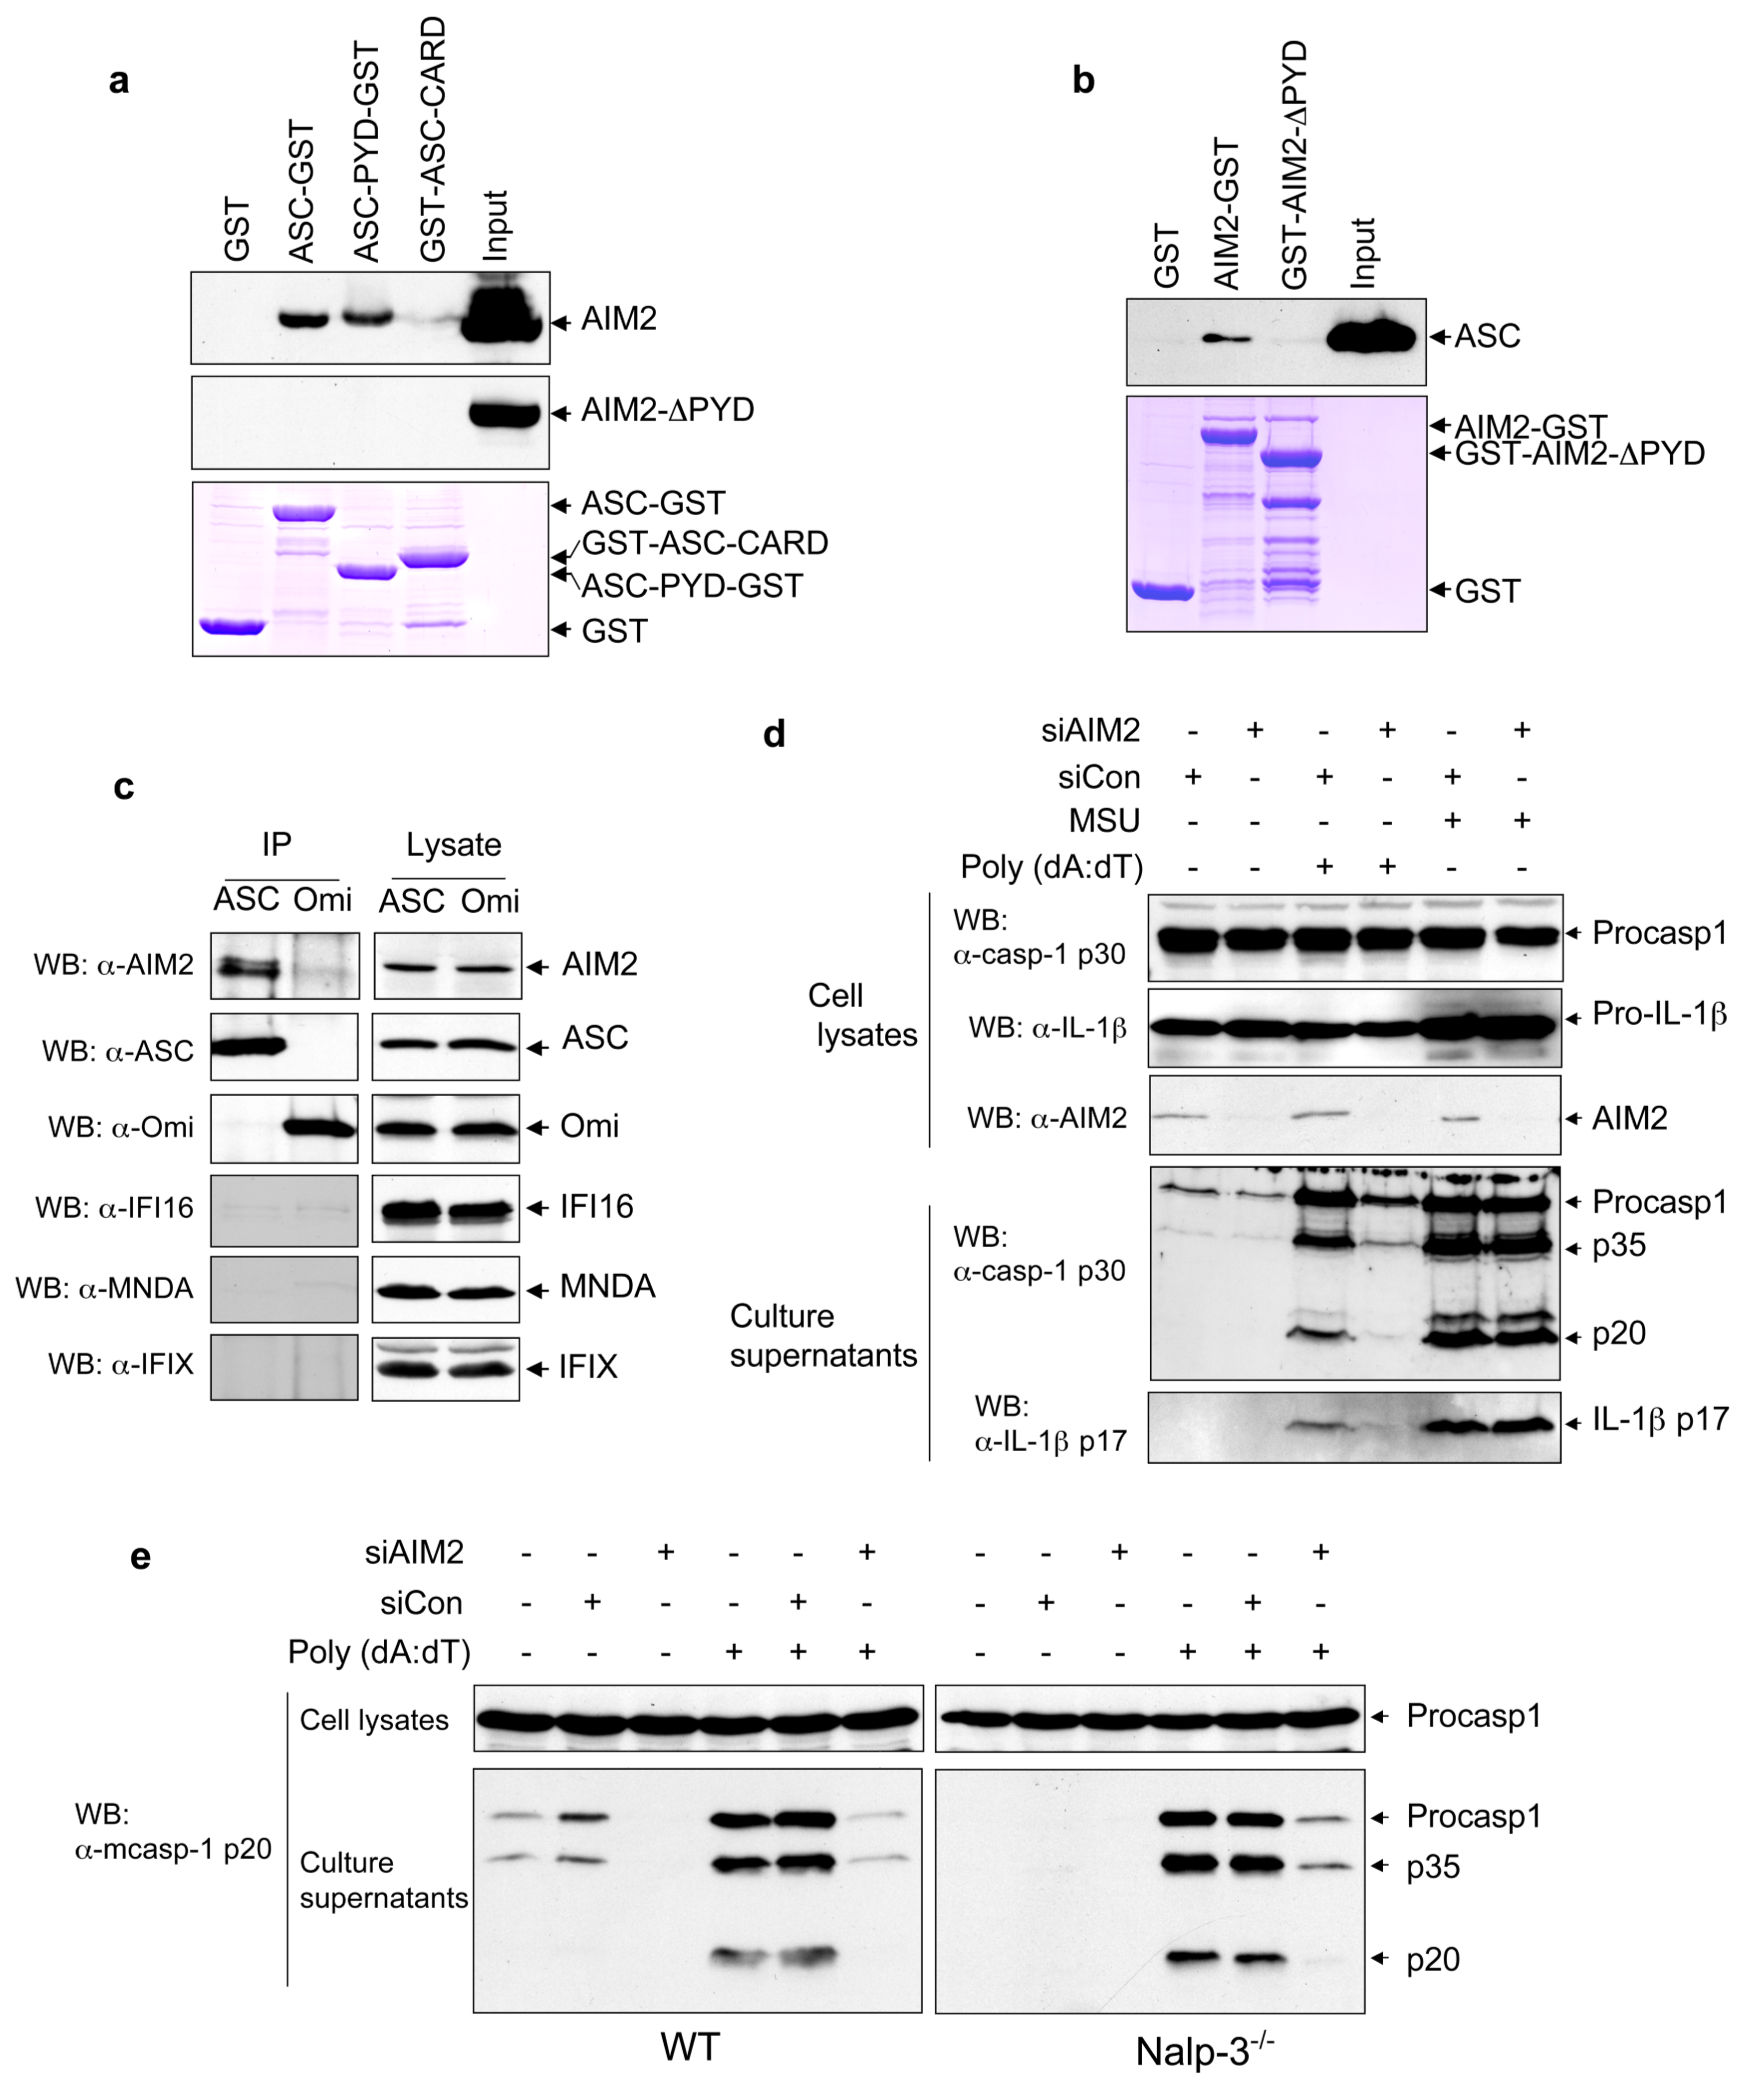 a
GST
ASC-GST
ASC-PYD-GST
GST-ASC-CARD
Input
AIM2
AIM2-ΔPYD
ASC-GST
GST-ASC-CARD
ASC-PYD-GST
GST
b
GST
AIM2-GST
GST-AIM2-ΔPYD
Input
ASC
AIM2-GST
GST-AIM2-ΔPYD
GST
c
IP Lysate
ASC Omi ASC Omi
WB: α-AIM2 AIM2
WB: α-ASC ASC
WB: α-Omi Omi
WB: α-IFI16 IFI16
WB: α-MNDA MNDA
WB: α-IFIX IFIX
d
siAIM2 - + - + - +
siCon + - + - + -
MSU - - - - + +
Poly (dA:dT) - - + + - -
Cell
lysates
WB:
α-casp-1 p30
Procasp1
WB: α-IL-1β Pro-IL-1β
WB: α-AIM2 AIM2
Culture
supernatants
WB:
α-casp-1 p30
Procasp1
p35
p20
WB:
α-IL-1β p17
IL-1β p17
e
siAIM2 - - + - - + - - + - - +
siCon - + - - + - - + - - + -
Poly (dA:dT) - - - + + + - - - + + +
WB:
α-mcasp-1 p20
Cell lysates
Procasp1
Culture
supernatants
Procasp1
p35
p20
WT
Nalp-3-/-